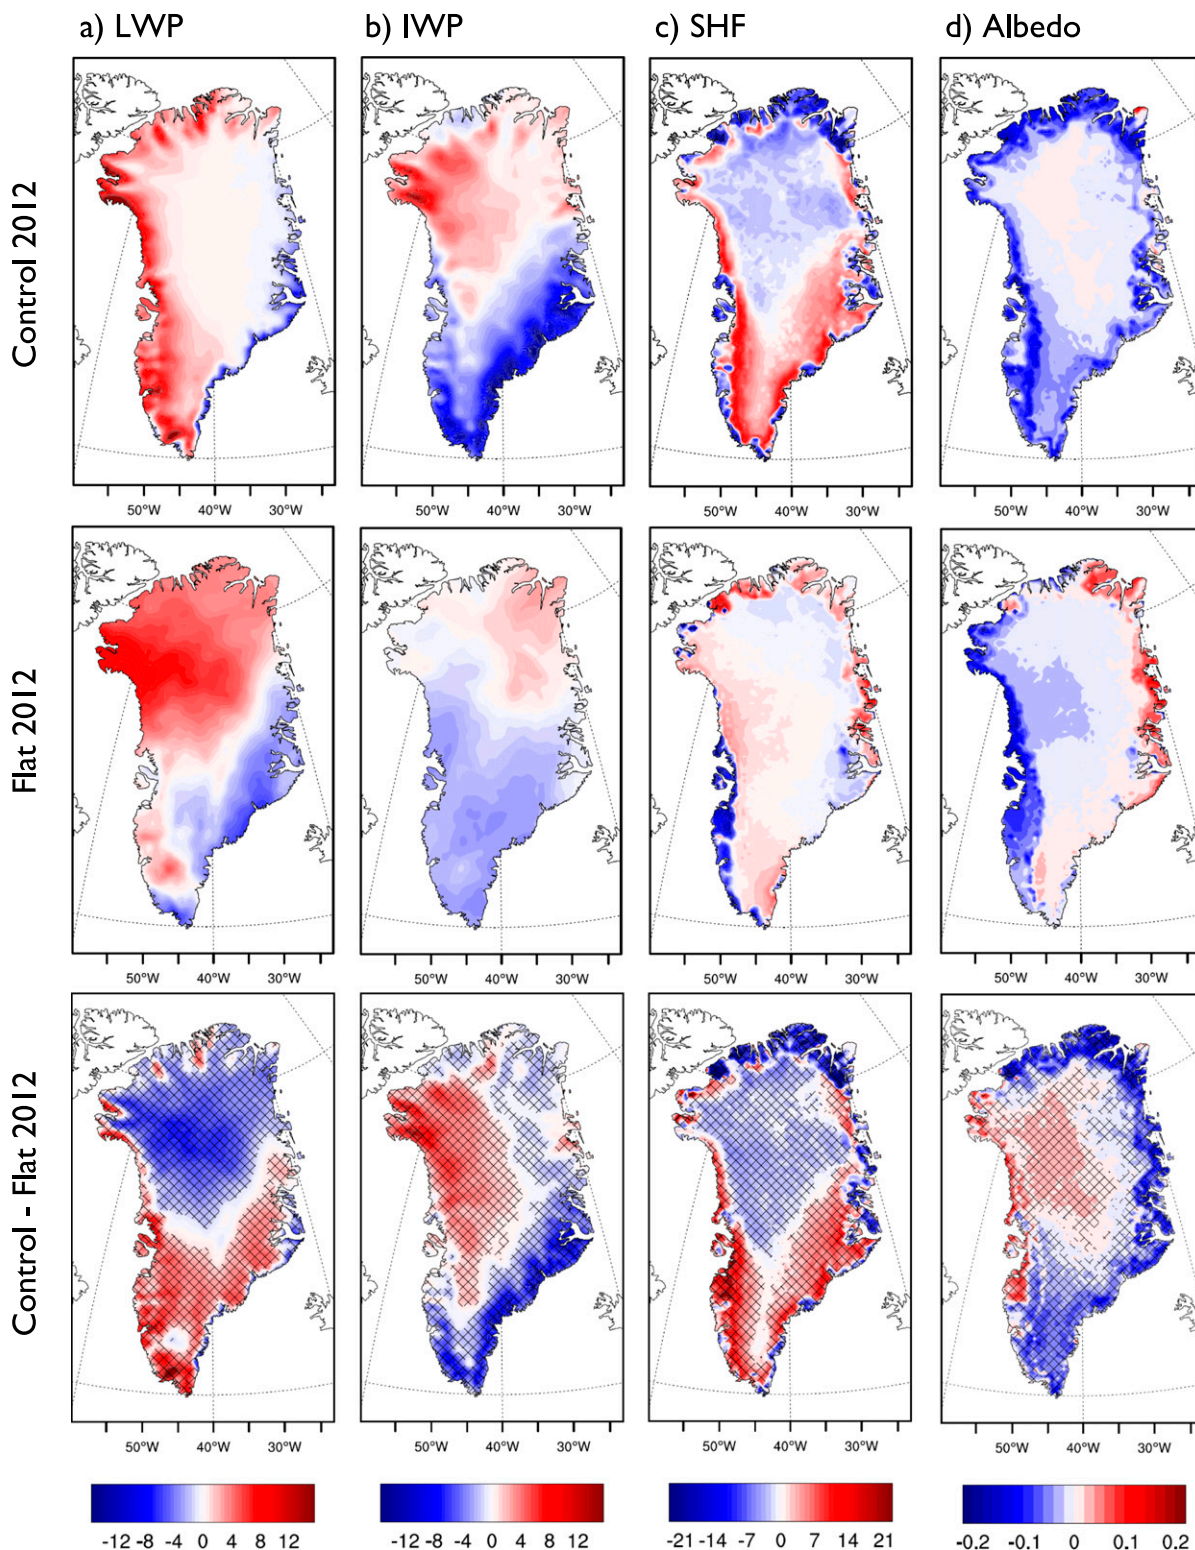 a) LWP b) IWP c) SHF d) Albedo
Control 2012
50°W 40°W 30°W 50°W 40°W 30°W 50°W 40°W 30°W 50°W 40°W 30°W
Flat 2012
50°W 40°W 30°W 50°W 40°W 30°W 50°W 40°W 30°W 50°W 40°W 30°W
Control - Flat 2012
50°W 40°W 30°W 50°W 40°W 30°W 50°W 40°W 30°W 50°W 40°W 30°W
-12 -8 -4 0 4 8 12 -12 -8 -4 0 4 8 12 -21 -14 -7 0 7 14 21 -0.2 -0.1 0 0.1 0.2